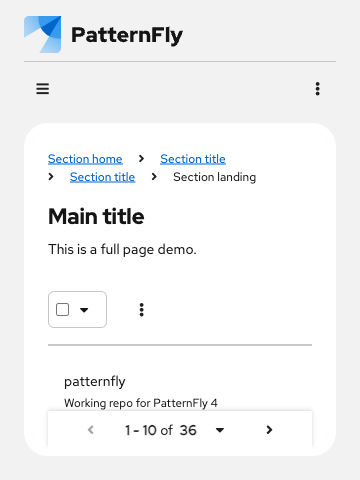 PatternFly
Section home Section title
Section title Section landing
Main title
This is a full page demo.
patternfly
Working repo for PatternFly 4
1 - 10 of 36